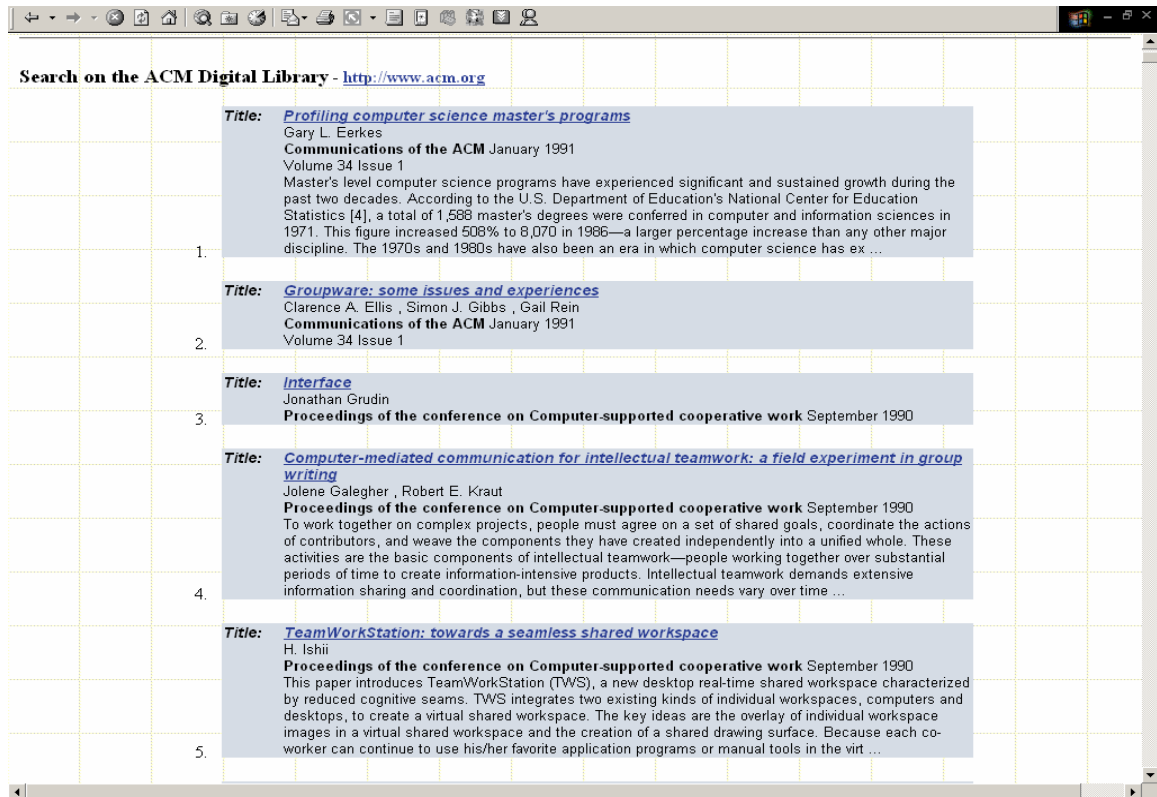 Search on the ACM Digital Library - http://www.acm.org
Title: Profiling computer science master's programs
Gary L. Eerkes
Communications of the ACM January 1991
Volume 34 Issue 1
Master's level computer science programs have experienced significant and sustained growth during the
past two decades. According to the U.S. Department of Education's National Center for Education
Statistics [4], a total of 1,588 master's degrees were conferred in computer and information sciences in
1971. This figure increased 508% to 8,070 in 1986—a larger percentage increase than any other major
1. discipline. The 1970s and 1980s have also been an era in which computer science has ex ...
Title: Groupware: some issues and experiences
Clarence A. Ellis , Simon J. Gibbs , Gail Rein
Communications of the ACM January 1991
2. Volume 34 Issue 1
Title: Interface
Jonathan Grudin
3. Proceedings of the conference on Computer-supported cooperative work September 1990
Title: Computer-mediated communication for intellectual teamwork: a field experiment in group
writing
Jolene Galegher , Robert E. Kraut
Proceedings of the conference on Computer-supported cooperative work September 1990
To work together on complex projects, people must agree on a set of shared goals, coordinate the actions
of contributors, and weave the components they have created independently into a unified whole. These
activities are the basic components of intellectual teamwork—people working together over substantial
periods of time to create information-intensive products. Intellectual teamwork demands extensive
4. information sharing and coordination, but these communication needs vary over time ...
Title: TeamWorkStation: towards a seamless shared workspace
H. Ishii
Proceedings of the conference on Computer-supported cooperative work September 1990
This paper introduces TeamWorkStation (TWS), a new desktop real-time shared workspace characterized
by reduced cognitive seams. TWS integrates two existing kinds of individual workspaces, computers and
desktops, to create a virtual shared workspace. The key ideas are the overlay of individual workspace
images in a virtual shared workspace and the creation of a shared drawing surface. Because each co-
5. worker can continue to use his/her favorite application programs or manual tools in the virt ...